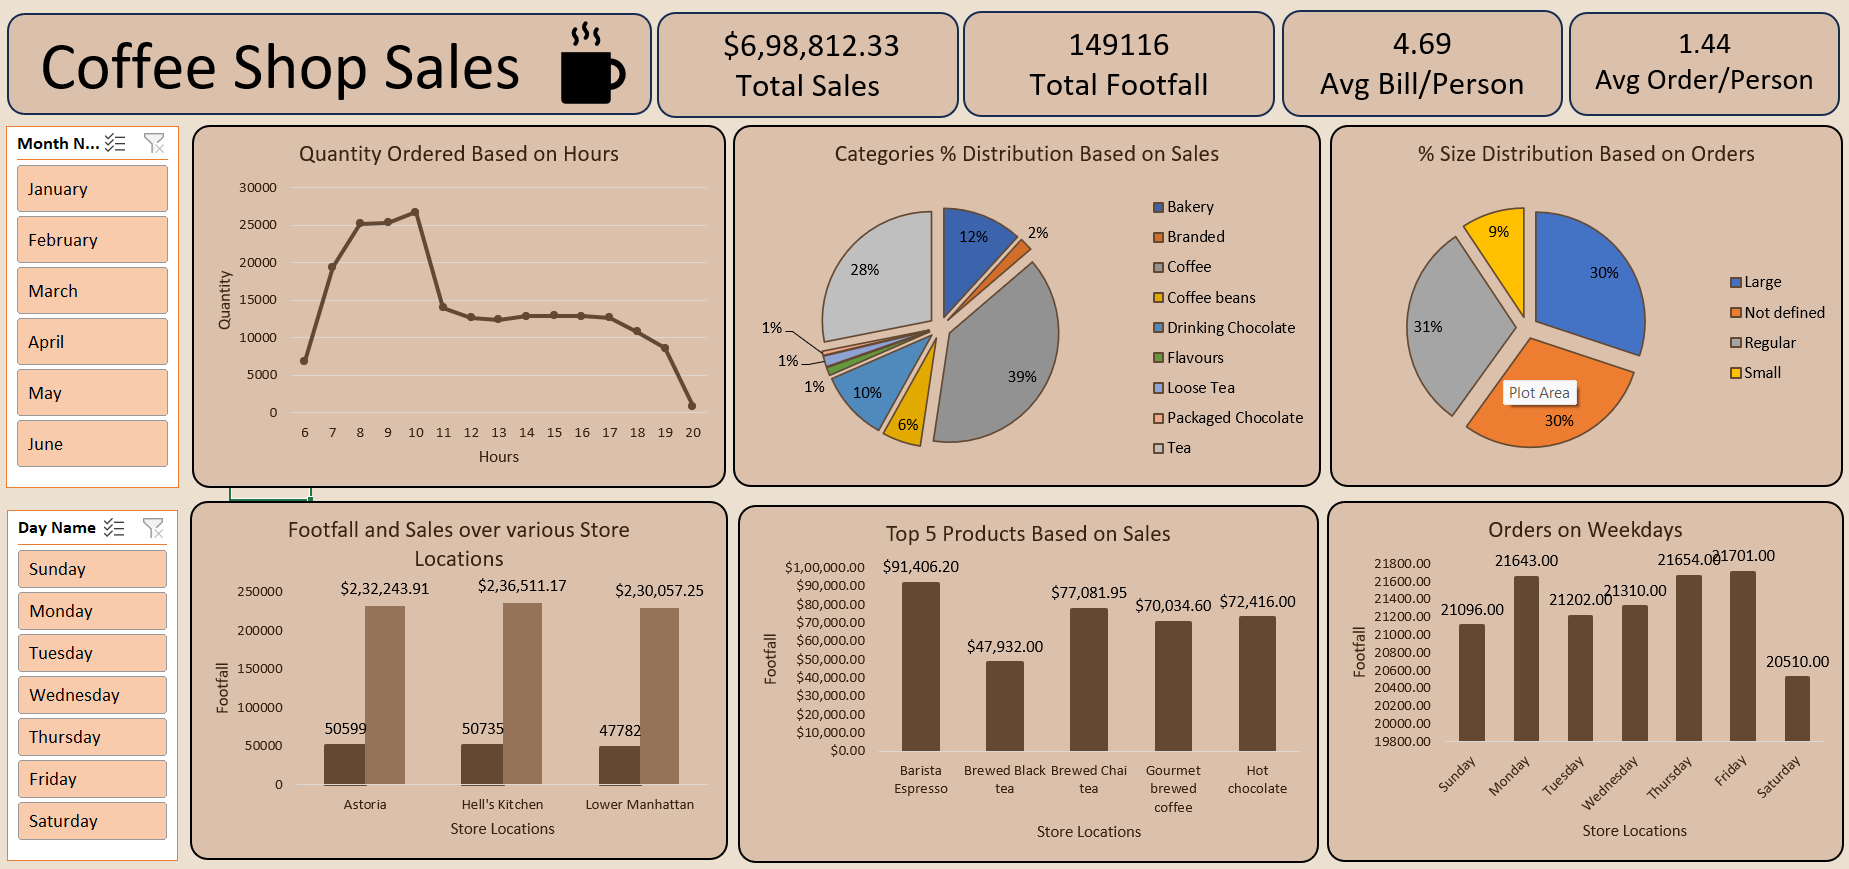 Coffee Shop Sales
$6,98,812.33
Total Sales
149116
Total Footfall
4.69
Avg Bill/Person
1.44
Avg Order/Person
Month N...
January
February
March
April
May
June
Quantity Ordered Based on Hours
30000
25000
20000
15000
10000
5000
0
Quantity
6 7 8 9 10 11 12 13 14 15 16 17 18 19 20
Hours
Categories % Distribution Based on Sales
12%
2%
39%
6%
10%
1%
1%
1%
28%
Bakery
Branded
Coffee
Coffee beans
Drinking Chocolate
Flavours
Loose Tea
Packaged Chocolate
Tea
% Size Distribution Based on Orders
30%
30%
31%
9%
Plot Area
Large
Not defined
Regular
Small
Day Name
Sunday
Monday
Tuesday
Wednesday
Thursday
Friday
Saturday
Footfall and Sales over various Store
Locations
250000
200000
150000
100000
50000
0
Footfall
$2,32,243.91
$2,36,511.17
$2,30,057.25
50599
50735
47782
Astoria
Hell's Kitchen
Lower Manhattan
Store Locations
Top 5 Products Based on Sales
$1,00,000.00
$90,000.00
$80,000.00
$70,000.00
$60,000.00
$50,000.00
$40,000.00
$30,000.00
$20,000.00
$10,000.00
$0.00
Footfall
$91,406.20
$47,932.00
$77,081.95
$70,034.60
$72,416.00
Barista
Espresso
Brewed Black
tea
Brewed Chai
tea
Gourmet
brewed
coffee
Hot
chocolate
Store Locations
Orders on Weekdays
21800.00
21600.00
21400.00
21200.00
21000.00
20800.00
20600.00
20400.00
20200.00
20000.00
19800.00
Footfall
21096.00
21643.00
21202.00
21310.00
21654.00
21701.00
20510.00
Sunday
Monday
Tuesday
Wednesday
Thursday
Friday
Saturday
Store Locations